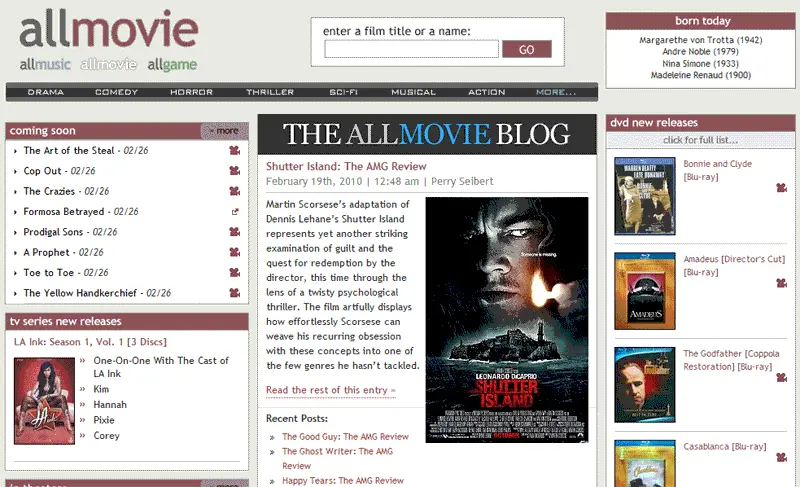 allmovie
allmusic allmovie allgame
enter a film title or a name:
GO
born today
Margarethe von Trotta (1942)
Andre Noble (1979)
Nina Simone (1933)
Madeleine Renaud (1900)
DRAMA COMEDY HORROR THRILLER SCI-FI MUSICAL ACTION MORE...
coming soon
» more
The Art of the Steal - 02/26
Cop Out - 02/26
The Crazies - 02/26
Formosa Betrayed - 02/26
Prodigal Sons - 02/26
A Prophet - 02/26
Toe to Toe - 02/26
The Yellow Handkerchief - 02/26
tv series new releases
LA Ink: Season 1, Vol. 1 [3 Discs]
One-On-One With The Cast of
LA Ink
Kim
Hannah
Pixie
Corey
more
THE ALLMOVIE BLOG
Shutter Island: The AMG Review
February 19th, 2010 | 12:48 am | Perry Seibert
Martin Scorsese's adaptation of
Dennis Lehane's Shutter Island
represents yet another striking
examination of guilt and the
quest for redemption by the
director, this time through the
lens of a twisty psychological
thriller. The film artfully displays
how effortlessly Scorsese can
weave his recurring obsession
with these concepts into one of
the few genres he hasn't tackled.
Someone is missing.
LEONARDO DiCAPRIO
SHUTTER
ISLAND
Read the rest of this entry »
Recent Posts:
The Good Guy: The AMG Review
The Ghost Writer: The AMG
Review
Happy Tears: The AMG Review
dvd new releases
click for full list...
Bonnie and Clyde
[Blu-ray]
WARREN BEATTY
FAYE DUNAWAY
Amadeus [Director's Cut]
[Blu-ray]
AMADEUS
The Godfather [Coppola
Restoration] [Blu-ray]
Casablanca [Blu-ray]